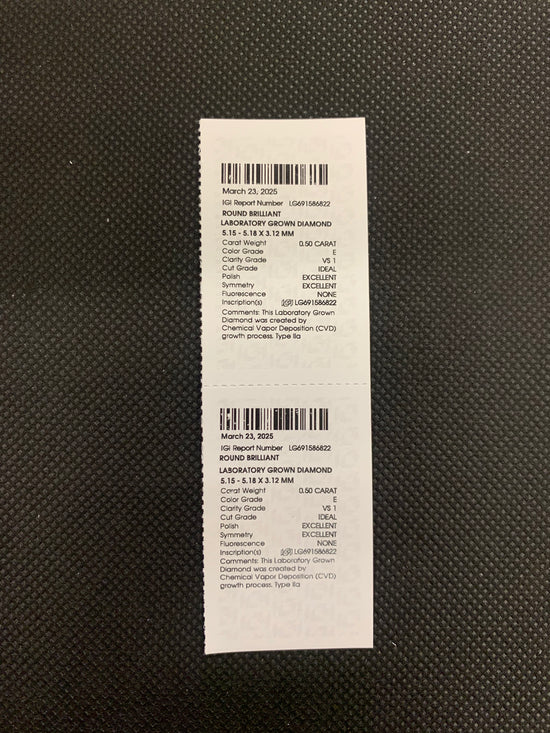 March 23, 2025
IGI Report Number LG691586822
ROUND BRILLIANT
LABORATORY GROWN DIAMOND
5.15 - 5.18 X 3.12 MM
Carat Weight 0.50 CARAT
Color Grade E
Clarity Grade VS 1
Cut Grade IDEAL
Polish EXCELLENT
Symmetry EXCELLENT
Fluorescence NONE
Inscription(s) LG691586822
Comments: This Laboratory Grown
Diamond was created by
Chemical Vapor Deposition (CVD)
growth process. Type IIa
March 23, 2025
IGI Report Number LG691586822
ROUND BRILLIANT
LABORATORY GROWN DIAMOND
5.15 - 5.18 X 3.12 MM
Carat Weight 0.50 CARAT
Color Grade E
Clarity Grade VS 1
Cut Grade IDEAL
Polish EXCELLENT
Symmetry EXCELLENT
Fluorescence NONE
Inscription(s) LG691586822
Comments: This Laboratory Grown
Diamond was created by
Chemical Vapor Deposition (CVD)
growth process. Type IIa